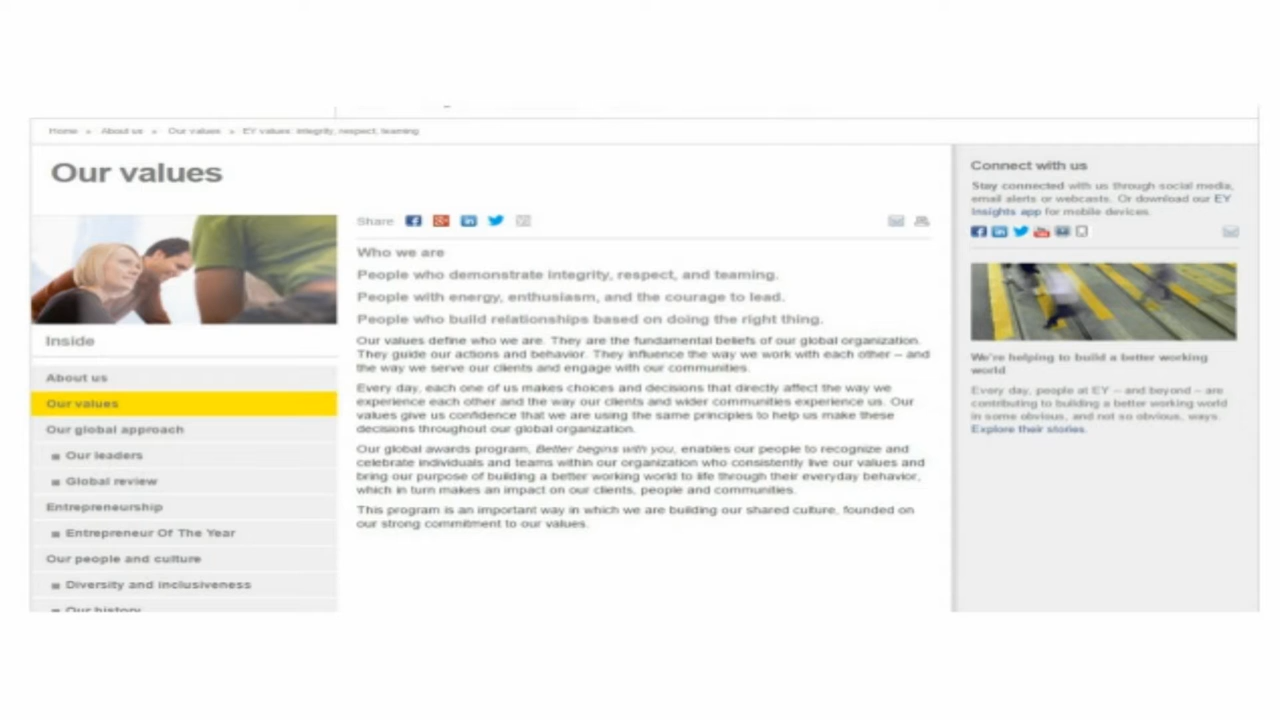 Home » About us » Our values » EY values: integrity, respect, teaming
Our values
Inside
About us
Our values
Our global approach
Our leaders
Global review
Entrepreneurship
Entrepreneur Of The Year
Our people and culture
Diversity and inclusiveness
Our history
Share
Who we are
People who demonstrate integrity, respect, and teaming.
People with energy, enthusiasm, and the courage to lead.
People who build relationships based on doing the right thing.
Our values define who we are. They are the fundamental beliefs of our global organization.
They guide our actions and behavior. They influence the way we work with each other – and
the way we serve our clients and engage with our communities.
Every day, each one of us makes choices and decisions that directly affect the way we
experience each other and the way our clients and wider communities experience us. Our
values give us confidence that we are using the same principles to help us make these
decisions throughout our global organization.
Our global awards program, Better begins with you, enables our people to recognize and
celebrate individuals and teams within our organization who consistently live our values and
bring our purpose of building a better working world to life through their everyday behavior,
which in turn makes an impact on our clients, people and communities.
This program is an important way in which we are building our shared culture, founded on
our strong commitment to our values.
Connect with us
Stay connected with us through social media,
email alerts or webcasts. Or download our EY
Insights app for mobile devices.
We're helping to build a better working
world
Every day, people at EY – and beyond – are
contributing to building a better working world
in some obvious, and not so obvious, ways.
Explore their stories.